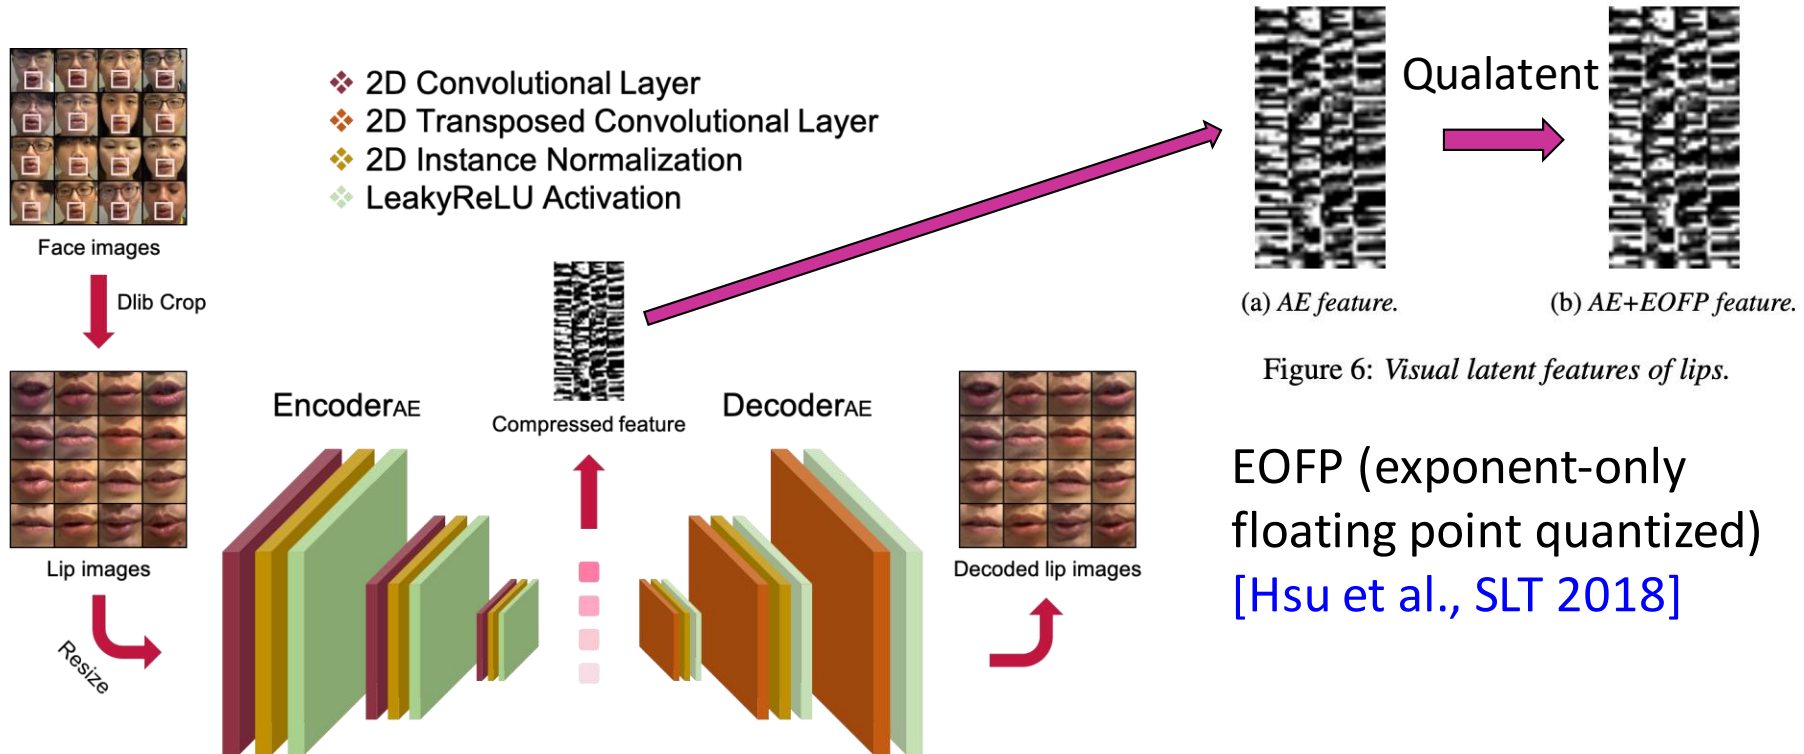 ❖ 2D Convolutional Layer
❖ 2D Transposed Convolutional Layer
❖ 2D Instance Normalization
❖ LeakyReLU Activation
Face images
Dlib Crop
Lip images
Resize
EncoderAE
Compressed feature
DecoderAE
Decoded lip images
Qualatent
(a) AE feature.
(b) AE+EOFP feature.
Figure 6: Visual latent features of lips.
EOFP (exponent-only
floating point quantized)
[Hsu et al., SLT 2018]